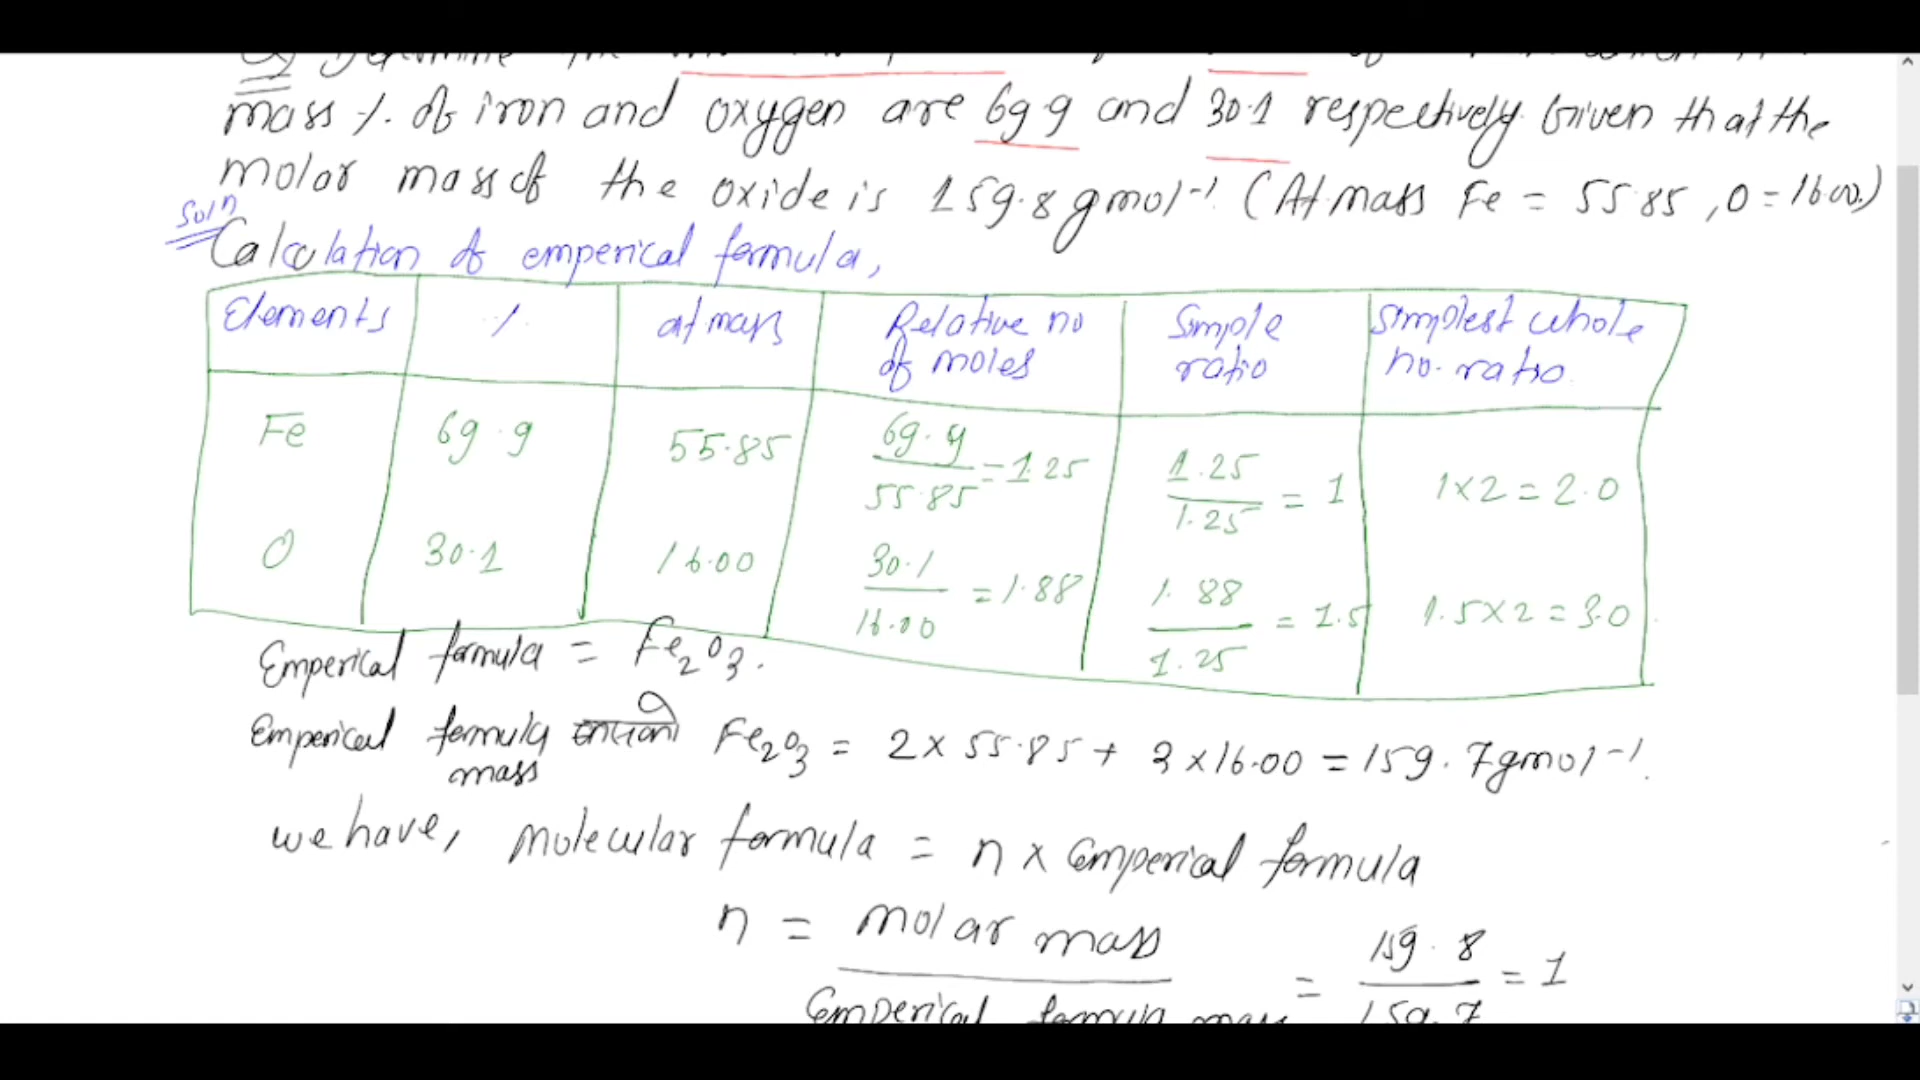 mass %. of iron and oxygen are 69.9 and 30.1 respectively. Given that the
molar mass of the oxide is 159.8 gmol⁻¹. (At mass Fe = 55.85, O = 16.00.)
Soln
Calculation of emperical formula,
Elements % at mass Relative no of moles Simple ratio Simplest whole no. ratio
Fe 69.9 55.85 69.9/55.85 = 1.25 1.25/1.25 = 1 1×2 = 2.0
O 30.1 16.00 30.1/16.00 = 1.88 1.88/1.25 = 1.5 1.5×2 = 3.0
Emperical formula = Fe₂O₃.
Emperical formula mass Fe₂O₃ = 2 × 55.85 + 3 × 16.00 = 159.7 gmol⁻¹.
we have, molecular formula = n × emperical formula
n = molar mass / Emperical formula mass = 159.8 / 159.7 = 1